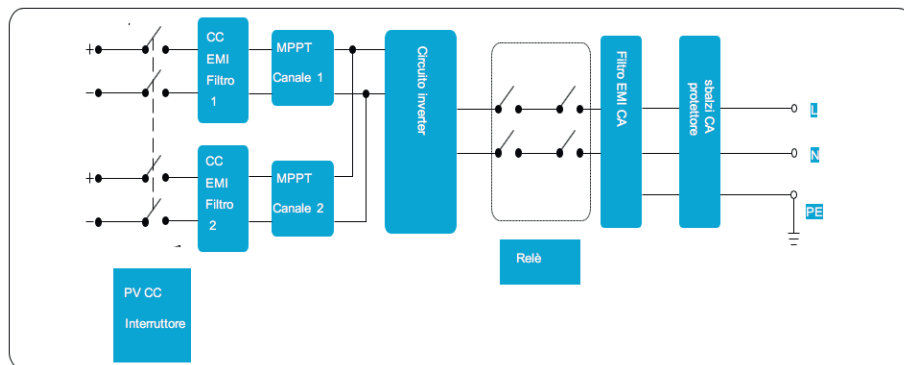 +
CC
EMI
Filtro
1
MPPT
Canale 1
-
+
CC
EMI
Filtro
2
MPPT
Canale 2
-
Circuito inverter
Filtro EMI CA
sbalzi CA
protettore
L
N
PE
Relè
PV CC
Interruttore